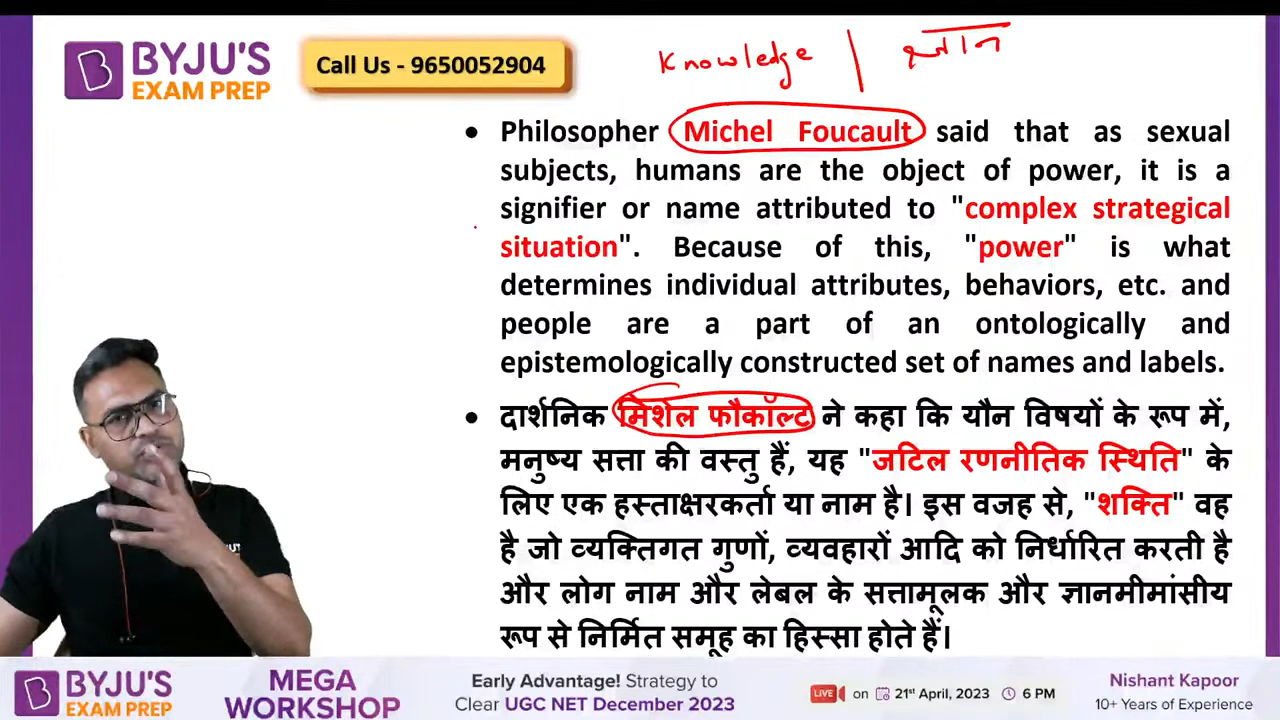 BYJU'S
EXAM PREP
Call Us - 9650052904
Knowledge
• Philosopher Michel Foucault said that as sexual
subjects, humans are the object of power, it is a
signifier or name attributed to "complex strategical
situation". Because of this, "power" is what
determines individual attributes, behaviors, etc. and
people are a part of an ontologically and
epistemologically constructed set of names and labels.
• दार्शनिक मिशेल फौकॉल्ट ने कहा कि यौन विषयों के रूप में,
मनुष्य सत्ता की वस्तु हैं, यह "जटिल रणनीतिक स्थिति" के
लिए एक हस्ताक्षरकर्ता या नाम है। इस वजह से, "शक्ति" वह
है जो व्यक्तिगत गुणों, व्यवहारों आदि को निर्धारित करती है
और लोग नाम और लेबल के सत्तामूलक और ज्ञानमीमांसीय
रूप से निर्मित समूह का हिस्सा होते हैं।
BYJU'S
EXAM PREP
MEGA
WORKSHOP
Early Advantage! Strategy to
Clear UGC NET December 2023
LIVE on 21st April, 2023 6 PM
Nishant Kapoor
10+ Years of Experience